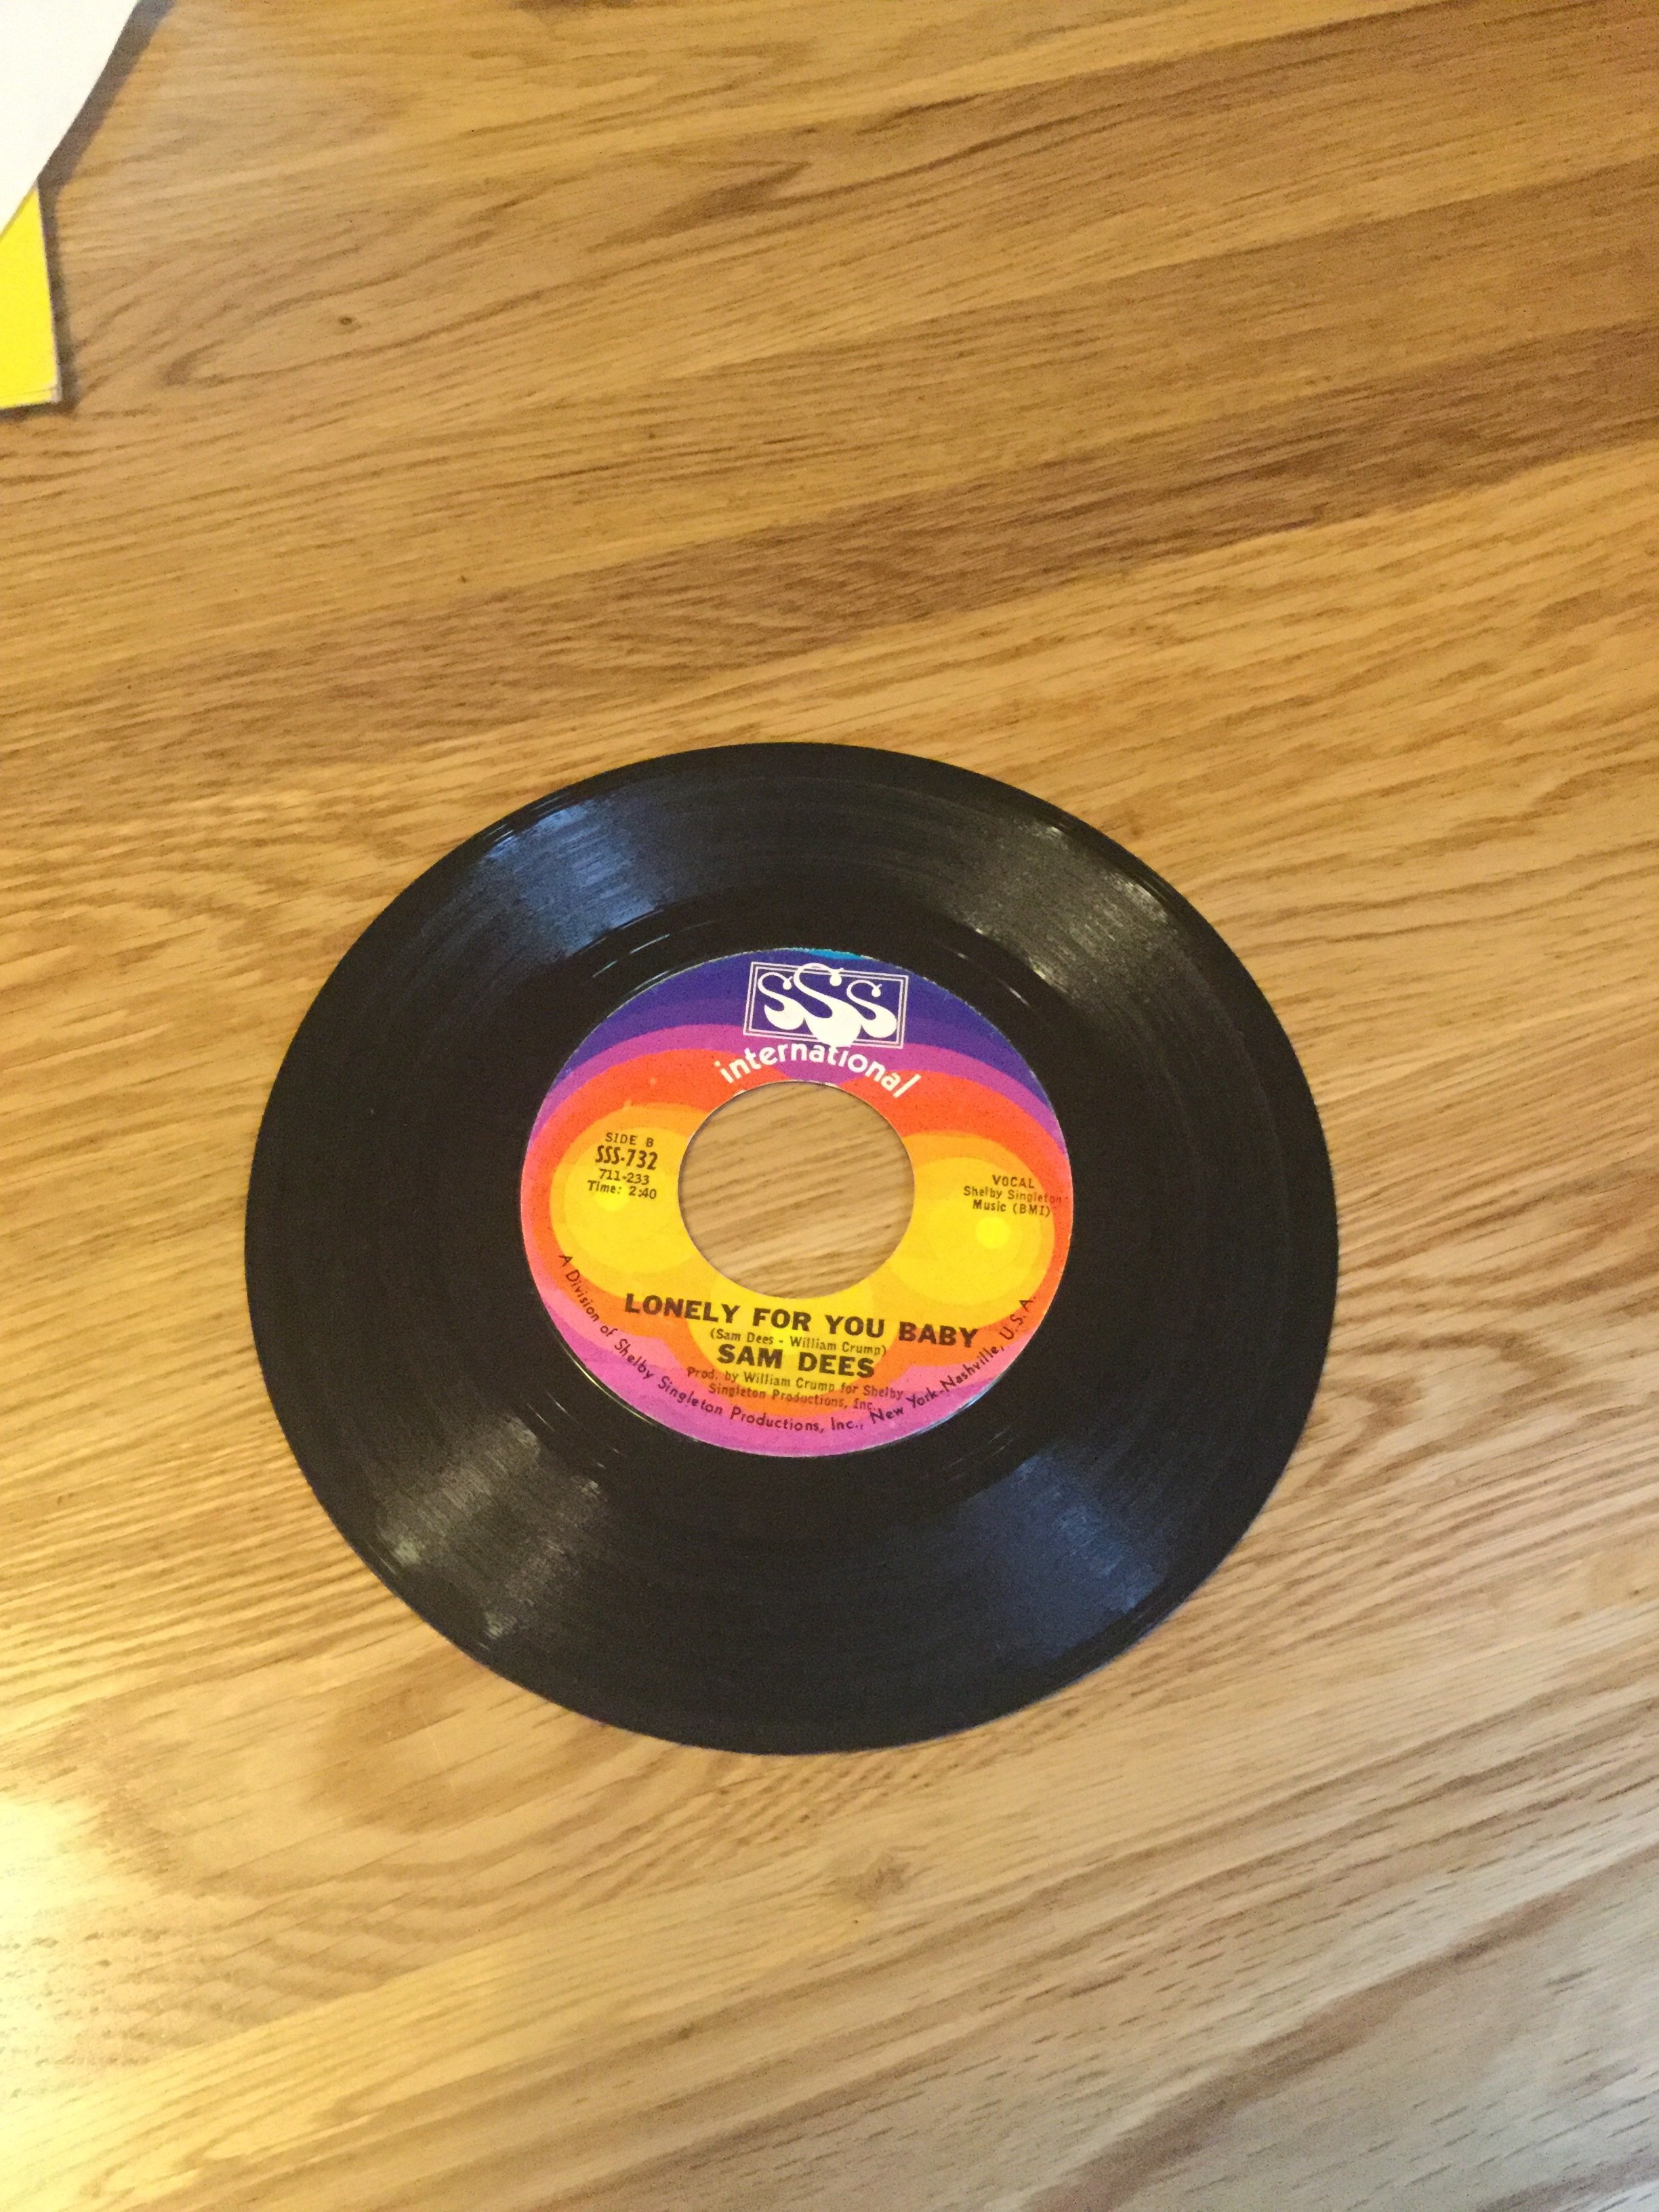 SSS
international
SIDE B
SSS-732
711-233
Time: 2:40
VOCAL
Shelby Singleton
Music (BMI)
LONELY FOR YOU BABY
(Sam Dees - William Crump)
SAM DEES
Prod. by William Crump for Shelby
Singleton Productions, Inc.
A Division of Shelby Singleton Productions, Inc., New York-Nashville, U.S.A.